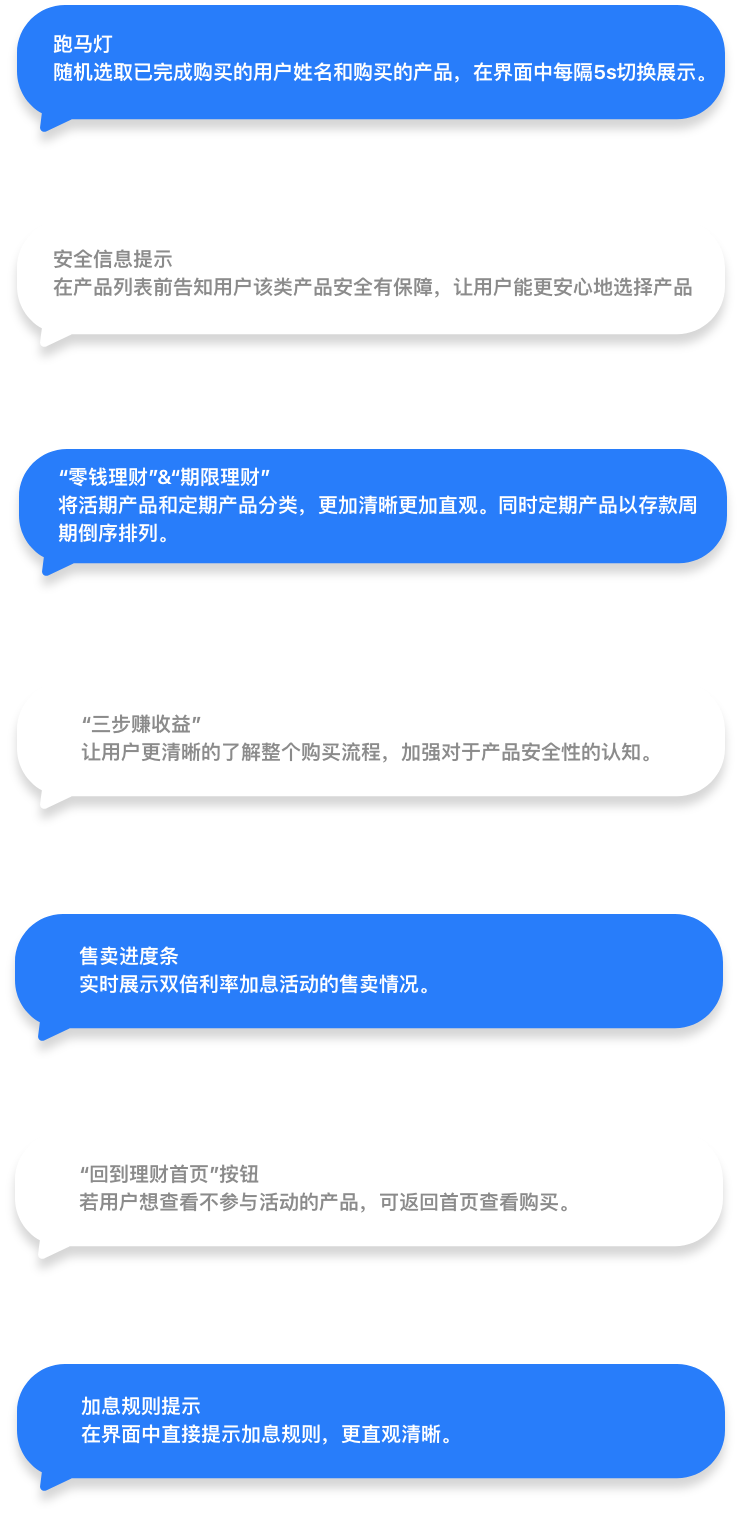 跑马灯
随机选取已完成购买的用户姓名和购买的产品，在界面中每隔5s切换展示。
安全信息提示
在产品列表前告知用户该类产品安全有保障，让用户能更安心地选择产品
“零钱理财”&“期限理财”
将活期产品和定期产品分类，更加清晰更加直观。同时定期产品以存款周
期倒序排列。
“三步赚收益”
让用户更清晰的了解整个购买流程，加强对于产品安全性的认知。
售卖进度条
实时展示双倍利率加息活动的售卖情况。
“回到理财首页”按钮
若用户想查看不参与活动的产品，可返回首页查看购买。
加息规则提示
在界面中直接提示加息规则，更直观清晰。